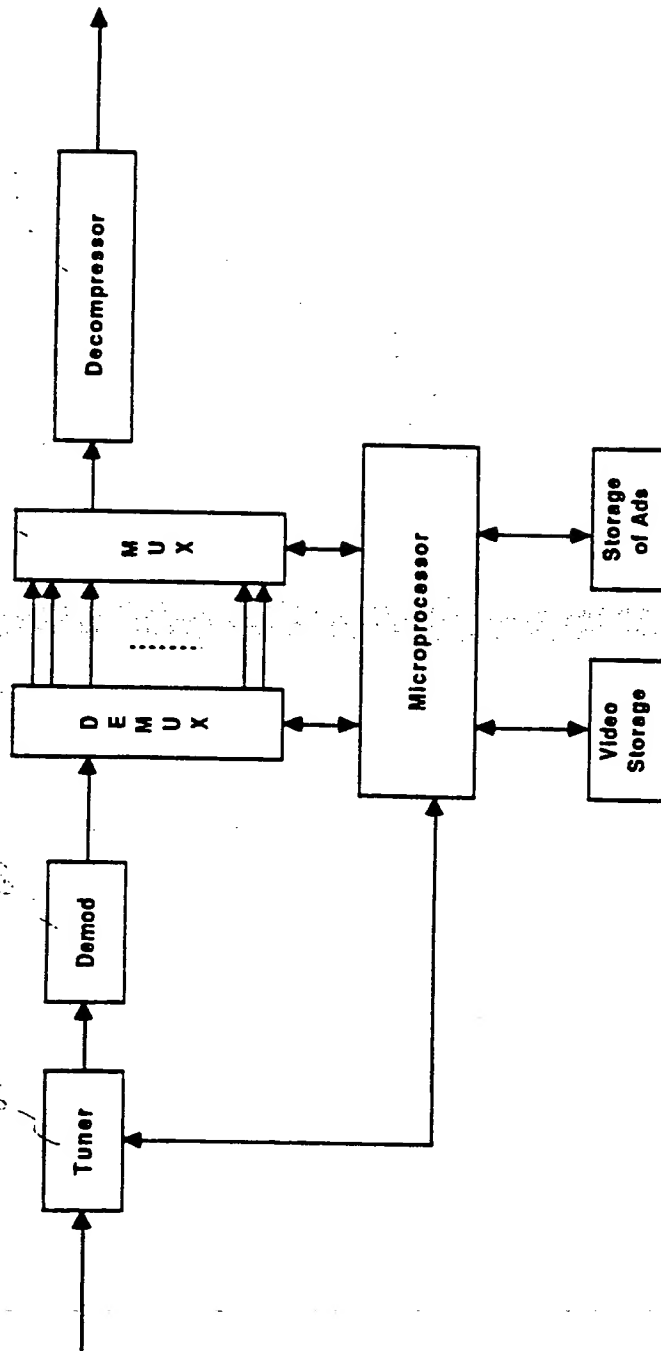 Tuner
Demod
DEMUX
MUX
Decompressor
Microprocessor
Video
Storage
Storage
of Ads